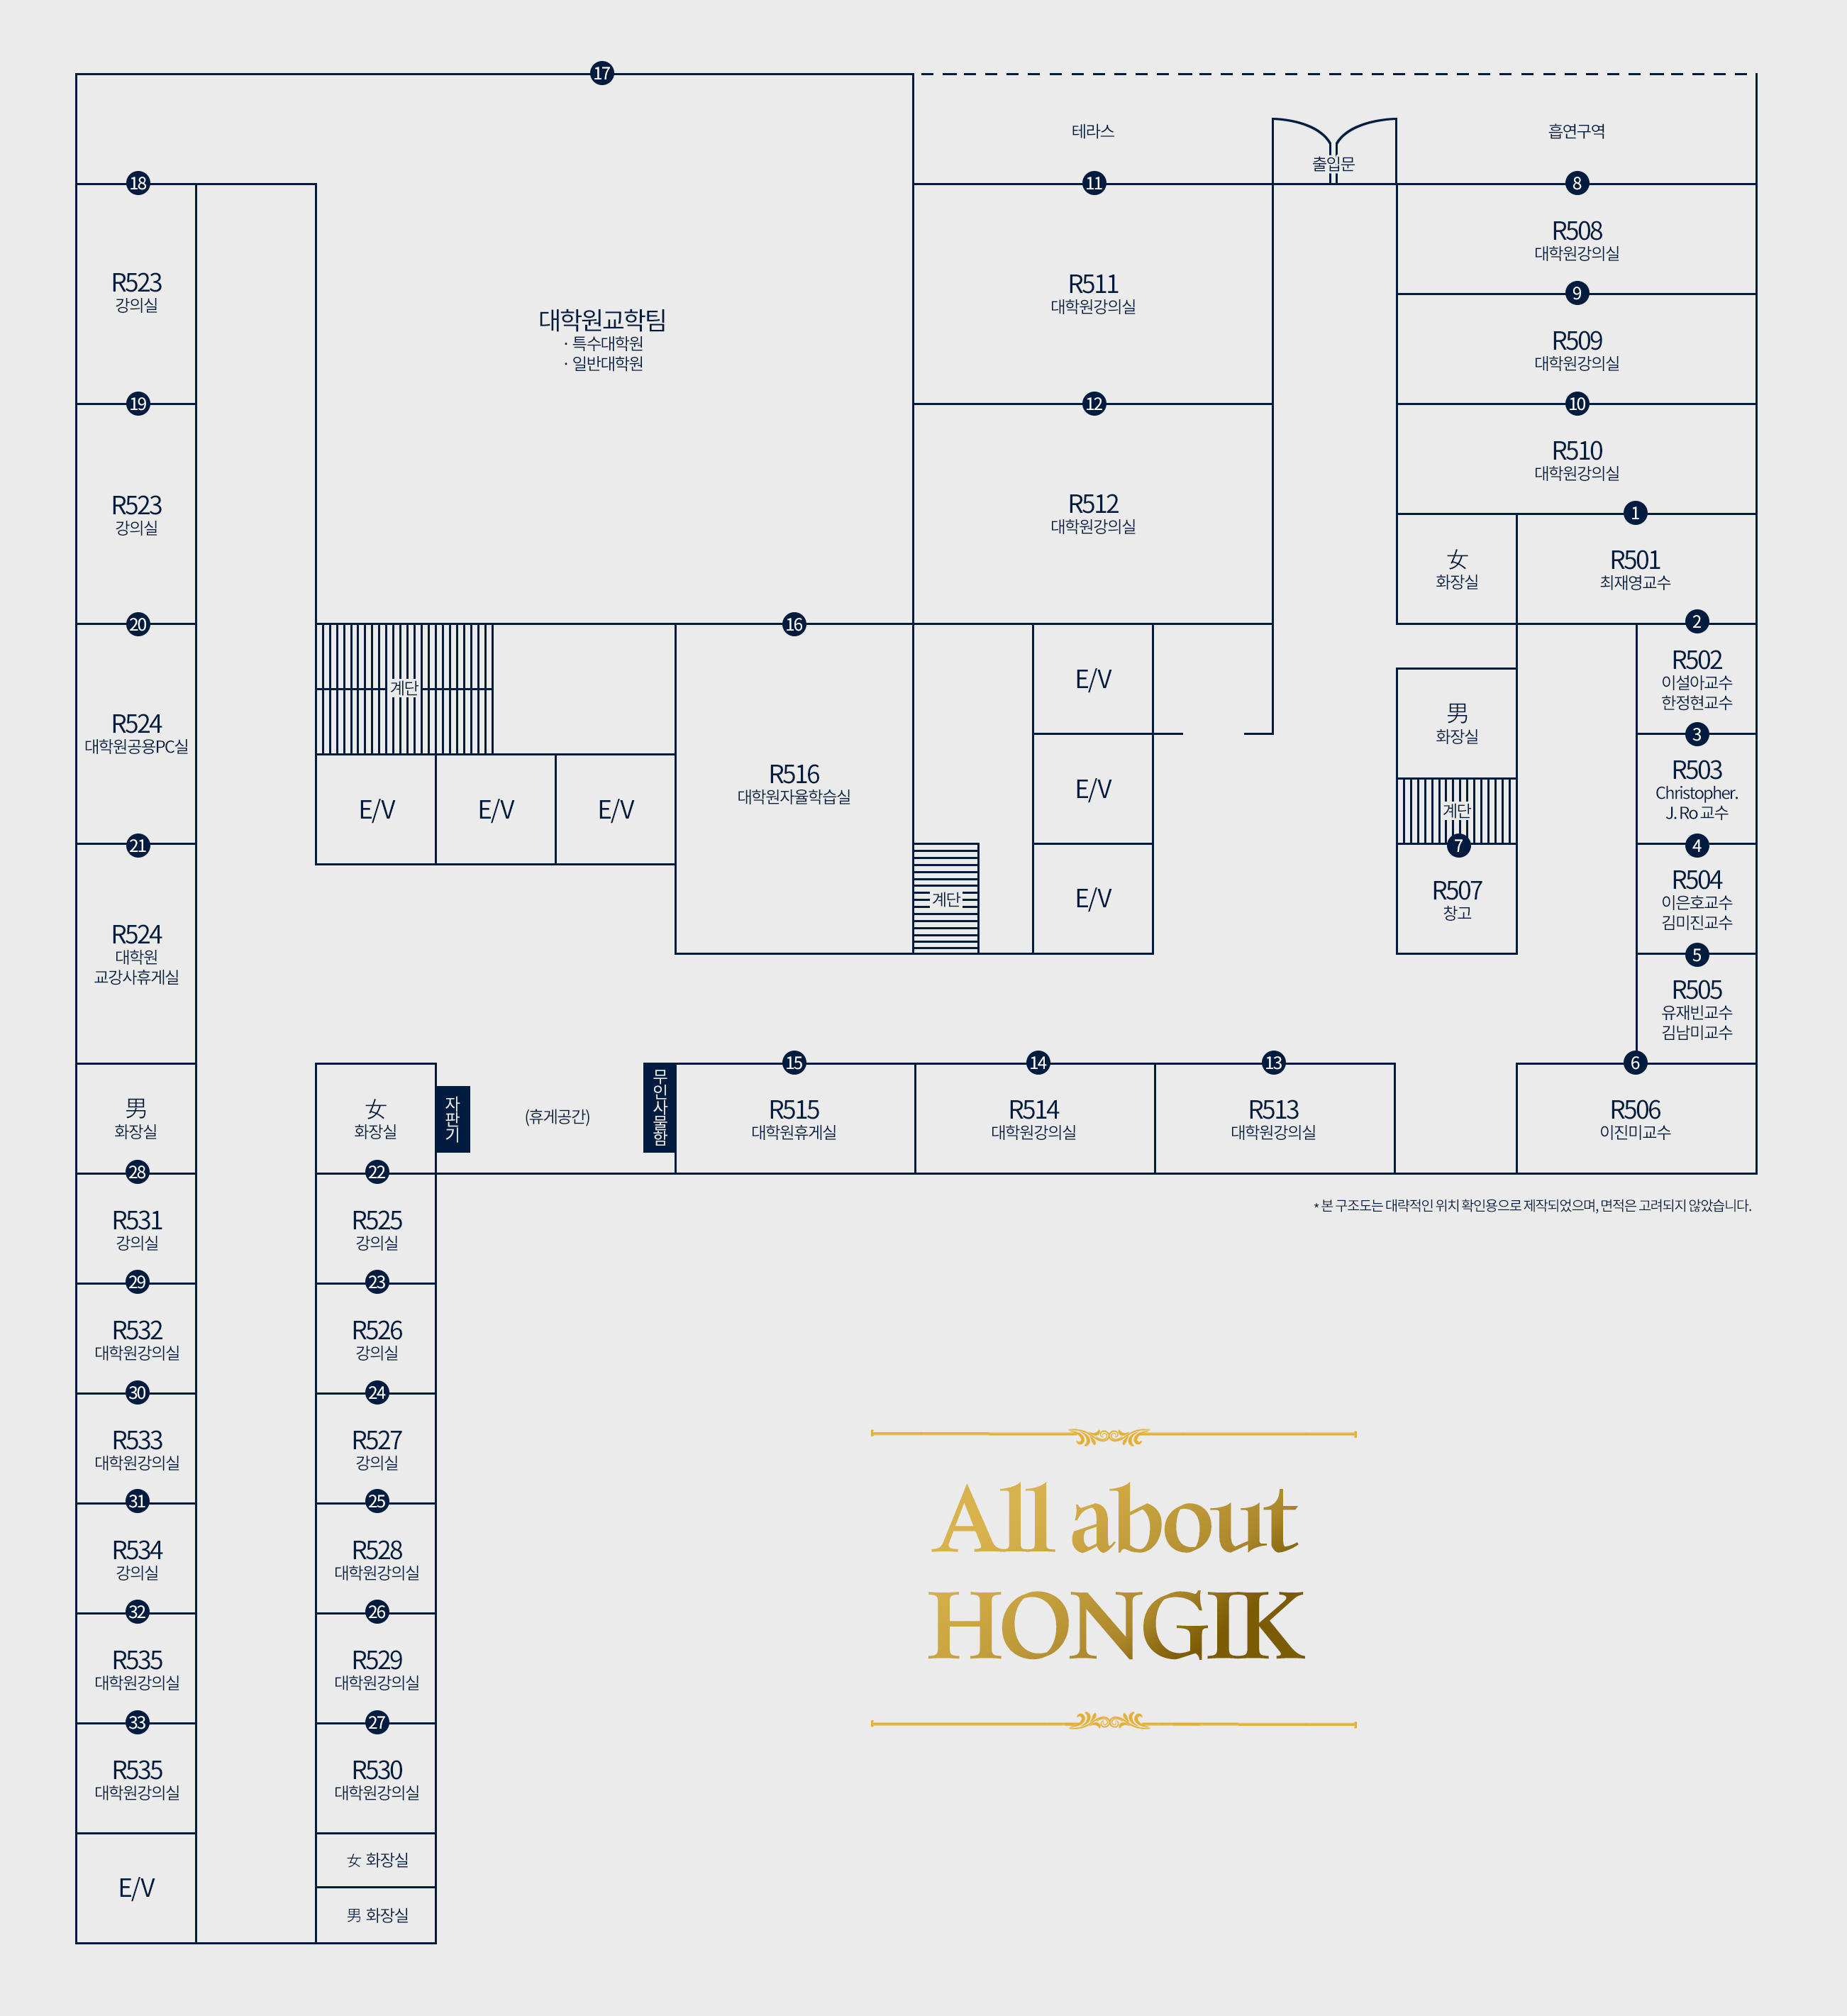 17
테라스
출입문
흡연구역
18
11
8
R523
강의실
대학원교학팀
· 특수대학원
· 일반대학원
R511
대학원강의실
R508
대학원강의실
9
R509
대학원강의실
19
12
10
R523
강의실
R512
대학원강의실
R510
대학원강의실
1
女
화장실
R501
최재영교수
20
16
2
계단
E/V
R502
이설아교수
한정현교수
R524
대학원공용PC실
男
화장실
3
E/V
E/V
E/V
R516
대학원자율학습실
E/V
계단
R503
Christopher.
J. Ro 교수
21
7
4
계단
E/V
R507
창고
R504
이은호교수
김미진교수
R524
대학원
교강사휴게실
5
R505
유재빈교수
김남미교수
15
14
13
6
男
화장실
女
화장실
자판기
(휴게공간)
무인사물함
R515
대학원휴게실
R514
대학원강의실
R513
대학원강의실
R506
이진미교수
28
22
* 본 구조도는 대략적인 위치 확인용으로 제작되었으며, 면적은 고려되지 않았습니다.
R531
강의실
R525
강의실
29
23
R532
대학원강의실
R526
강의실
30
24
R533
대학원강의실
R527
강의실
31
25
R534
강의실
R528
대학원강의실
32
26
R535
대학원강의실
R529
대학원강의실
33
27
R535
대학원강의실
R530
대학원강의실
E/V
女 화장실
男 화장실
All about
HONGIK